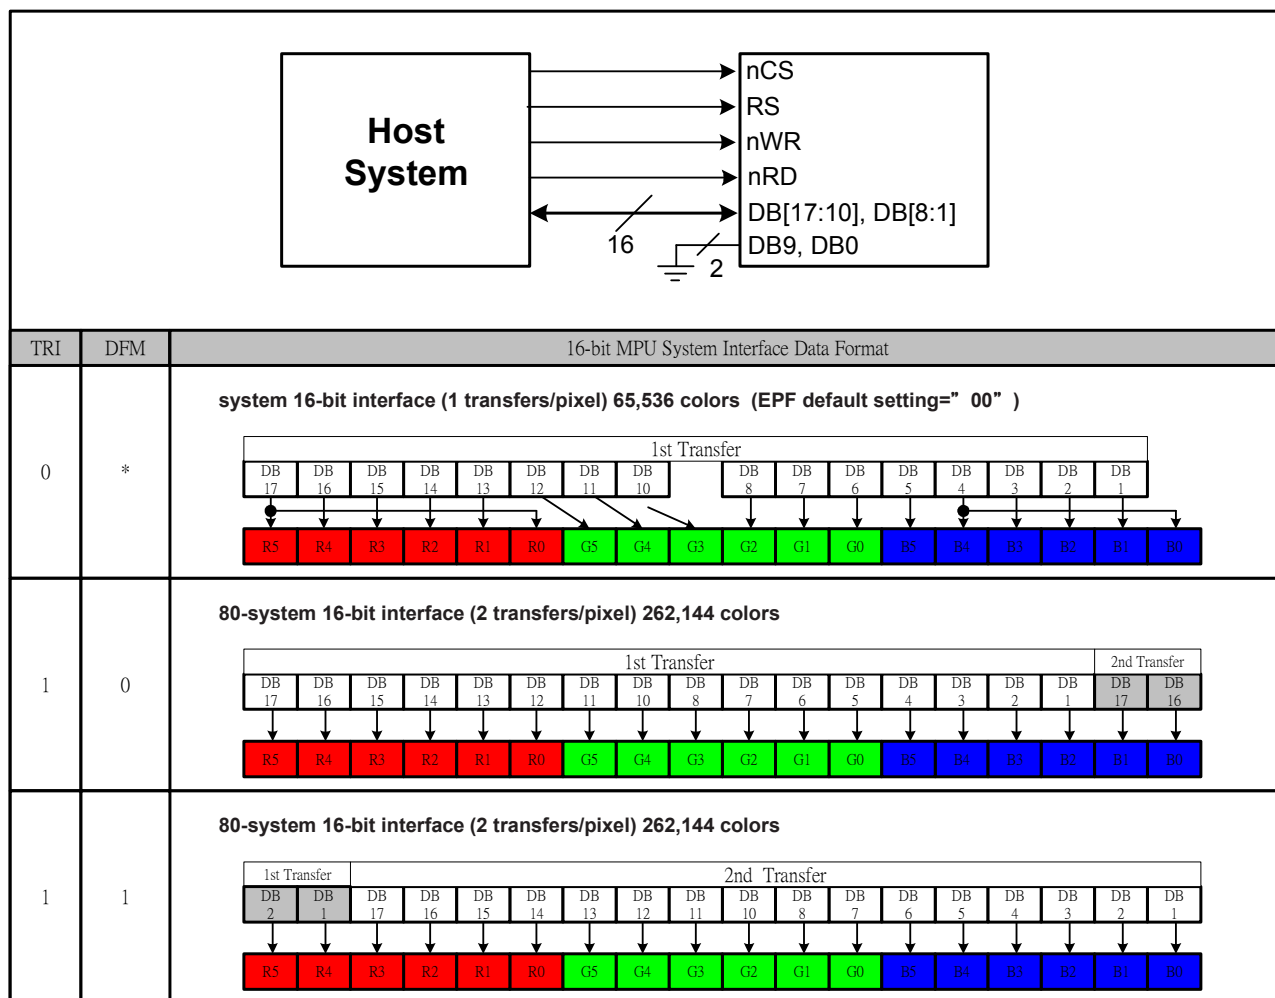 Host
System
nCS
RS
nWR
nRD
DB[17:10], DB[8:1]
16
DB9, DB0
2
TRI DFM 16-bit MPU System Interface Data Format
system 16-bit interface (1 transfers/pixel) 65,536 colors (EPF default setting=”00”)
0 *
1st Transfer
DB DB DB DB DB DB DB DB DB DB DB DB DB DB DB DB
17 16 15 14 13 12 11 10 8 7 6 5 4 3 2 1
R5 R4 R3 R2 R1 R0 G5 G4 G3 G2 G1 G0 B5 B4 B3 B2 B1 B0
80-system 16-bit interface (2 transfers/pixel) 262,144 colors
1 0
1st Transfer 2nd Transfer
DB DB DB DB DB DB DB DB DB DB DB DB DB DB DB DB DB DB
17 16 15 14 13 12 11 10 8 7 6 5 4 3 2 1 17 16
R5 R4 R3 R2 R1 R0 G5 G4 G3 G2 G1 G0 B5 B4 B3 B2 B1 B0
80-system 16-bit interface (2 transfers/pixel) 262,144 colors
1 1
1st Transfer 2nd Transfer
DB DB DB DB DB DB DB DB DB DB DB DB DB DB DB DB DB DB
2 1 17 16 15 14 13 12 11 10 8 7 6 5 4 3 2 1
R5 R4 R3 R2 R1 R0 G5 G4 G3 G2 G1 G0 B5 B4 B3 B2 B1 B0